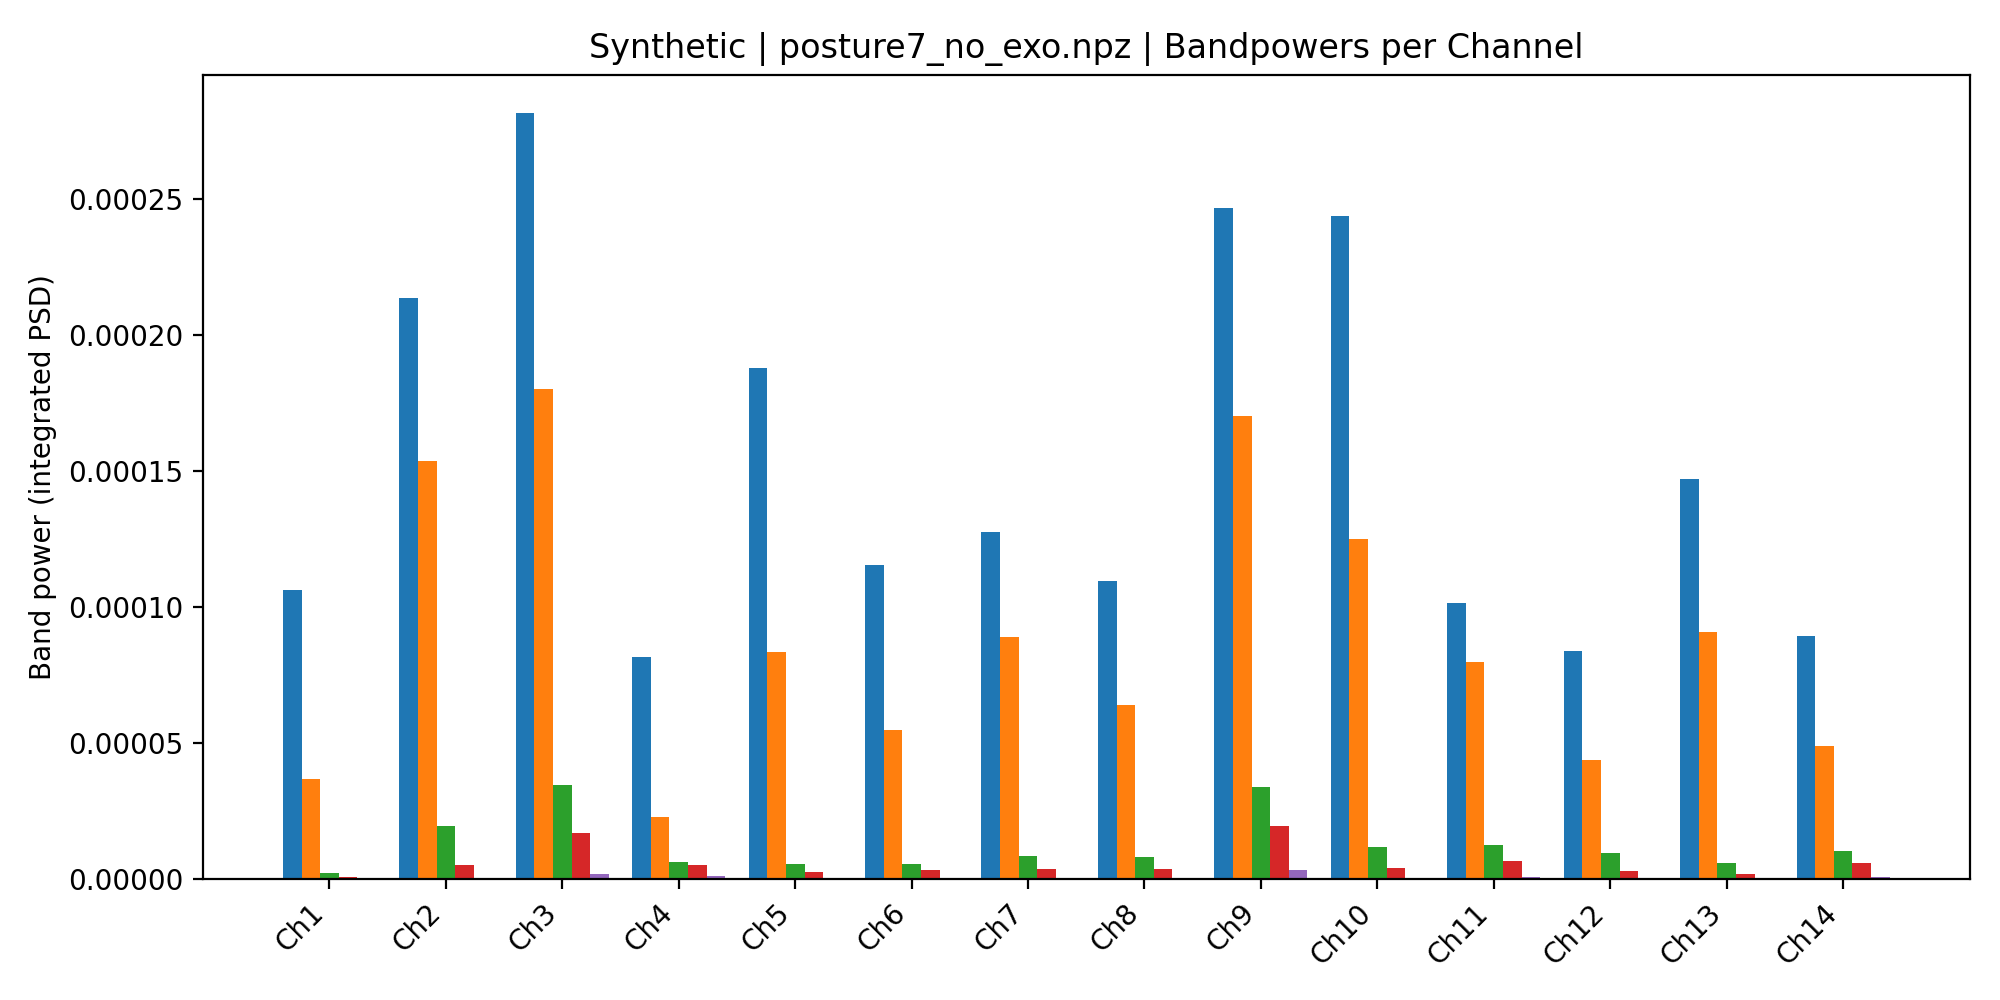 Synthetic | posture7_no_exo.npz | Bandpowers per Channel
Band power (integrated PSD)
0.00025
0.00020
0.00015
0.00010
0.00005
0.00000
Ch1
Ch2
Ch3
Ch4
Ch5
Ch6
Ch7
Ch8
Ch9
Ch10
Ch11
Ch12
Ch13
Ch14